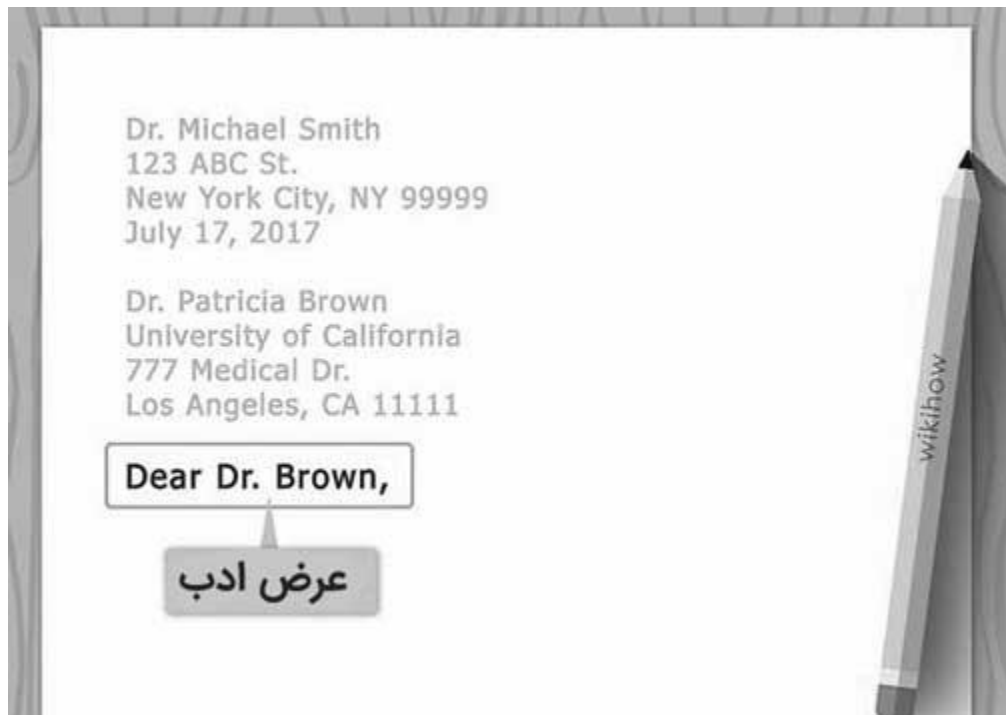 Dr. Michael Smith
123 ABC St.
New York City, NY 99999
July 17, 2017
Dr. Patricia Brown
University of California
777 Medical Dr.
Los Angeles, CA 11111
Dear Dr. Brown,
عرض ادب
wikihow